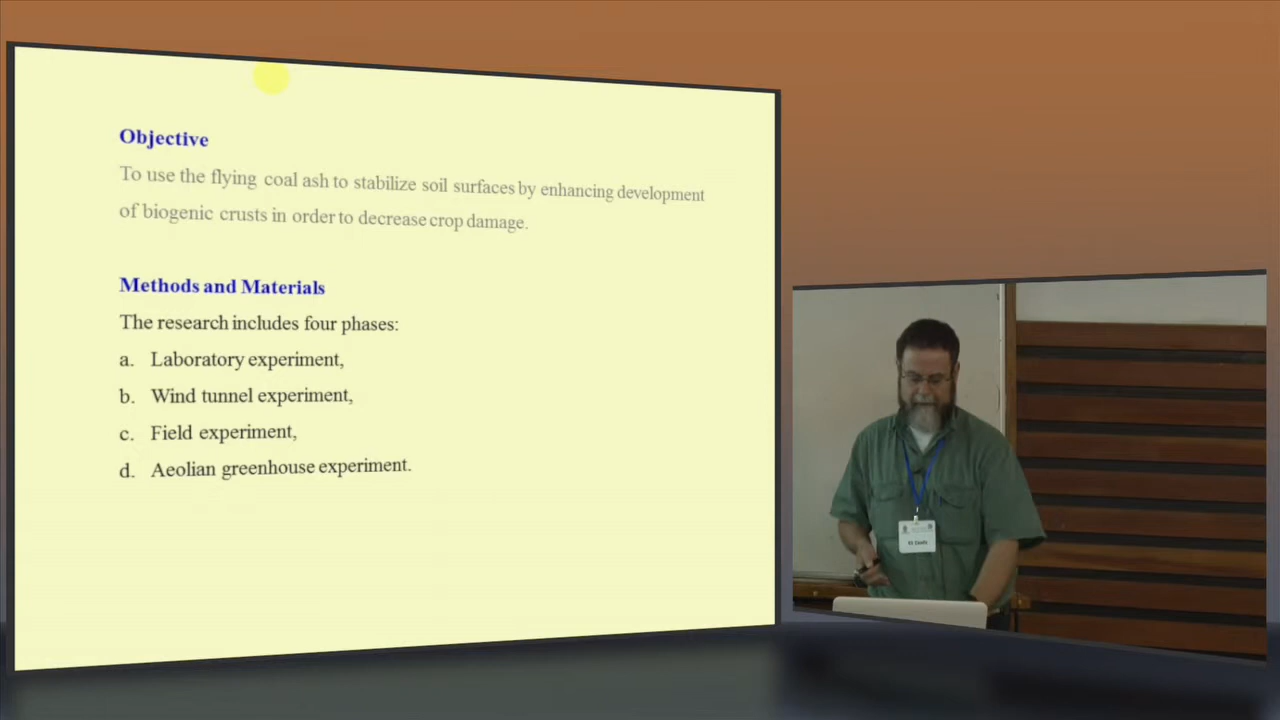 Objective
To use the flying coal ash to stabilize soil surfaces by enhancing development
of biogenic crusts in order to decrease crop damage.
Methods and Materials
The research includes four phases:
a. Laboratory experiment,
b. Wind tunnel experiment,
c. Field experiment,
d. Aeolian greenhouse experiment.